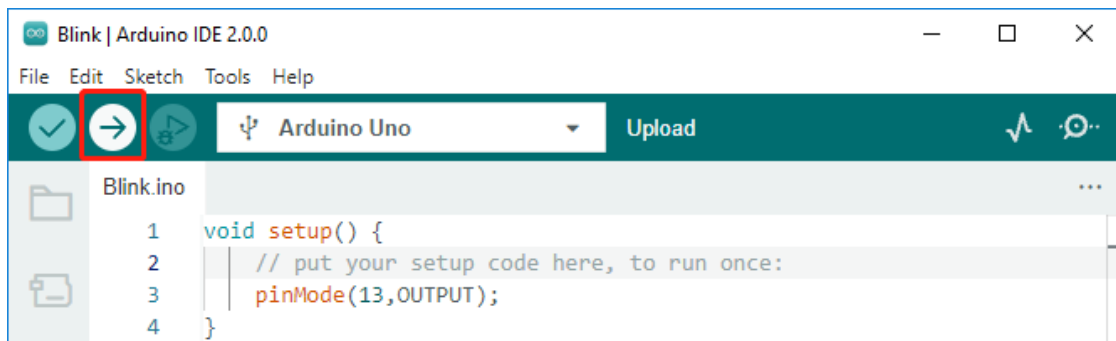 Blink | Arduino IDE 2.0.0
File Edit Sketch Tools Help
Arduino Uno Upload
Blink.ino
1 void setup() {
2 // put your setup code here, to run once:
3 pinMode(13,OUTPUT);
4 }